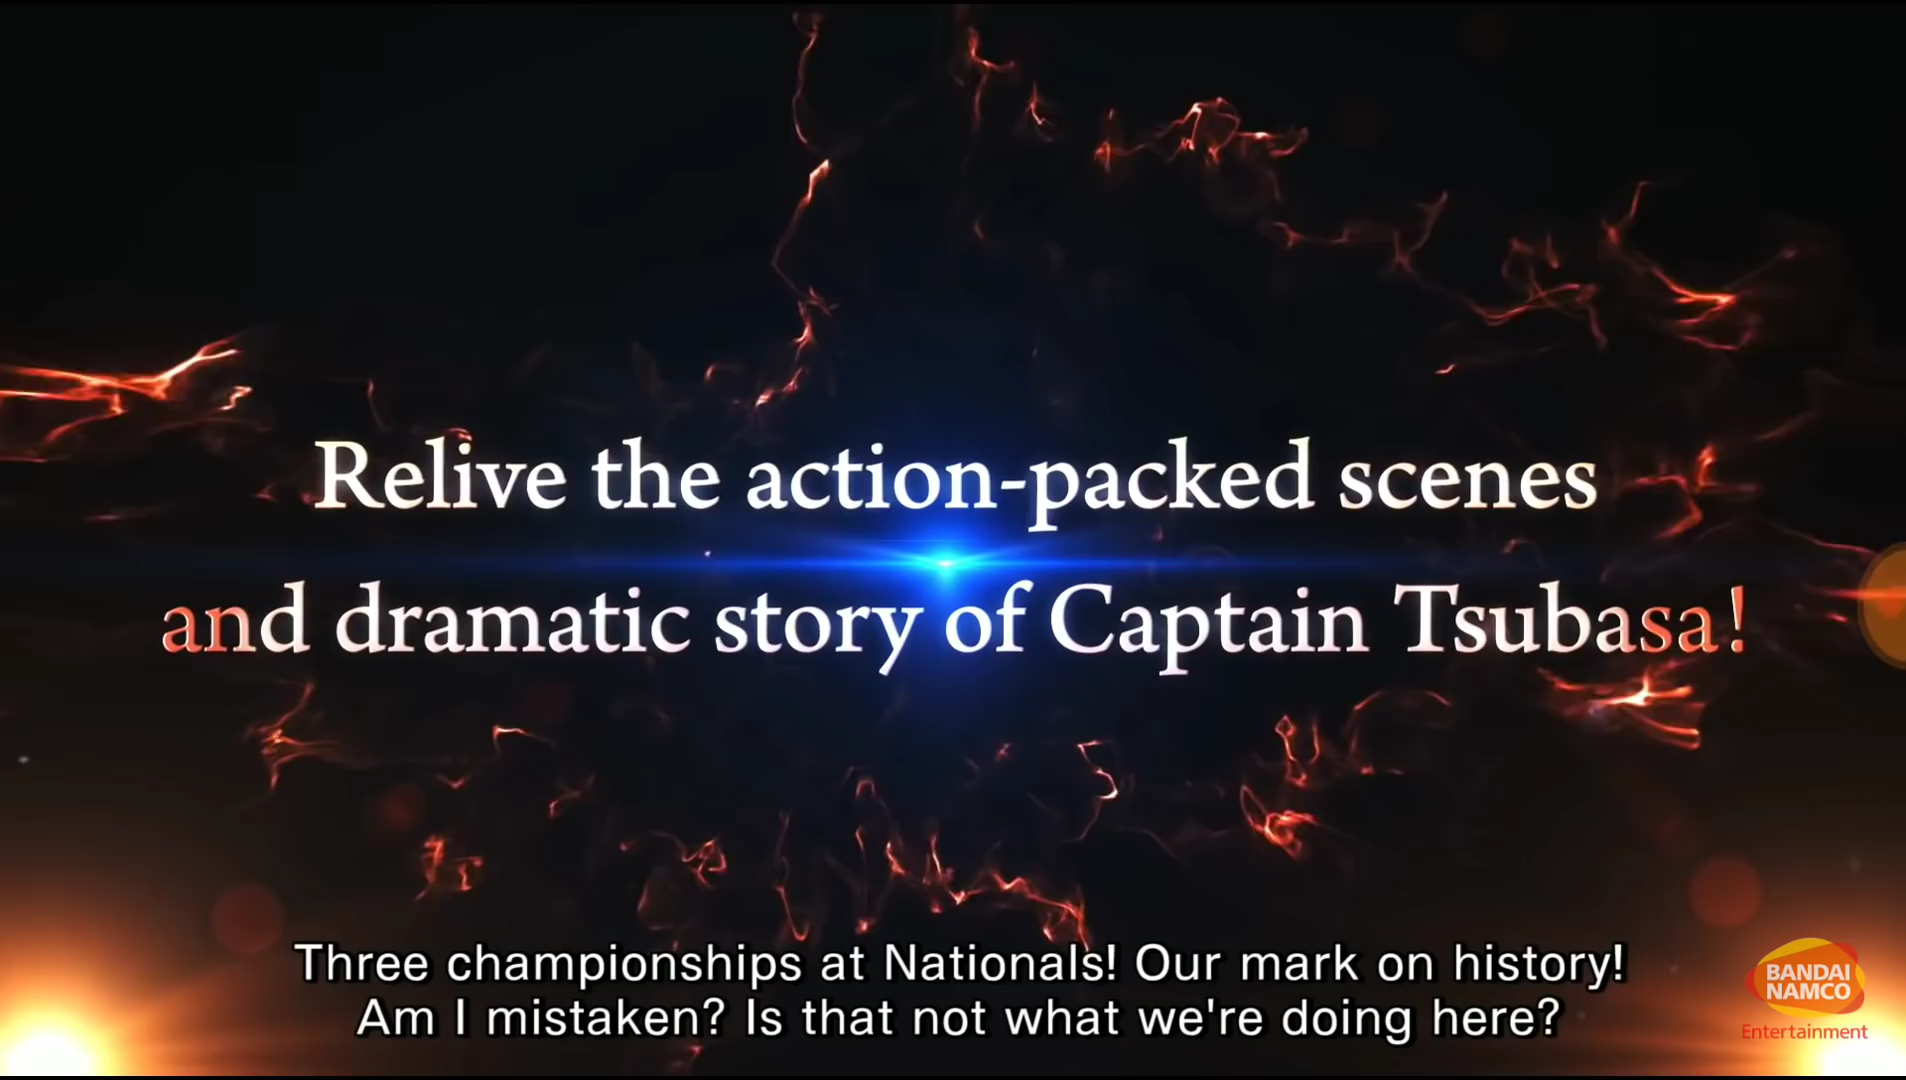 Relive the action-packed scenes
and dramatic story of Captain Tsubasa!
Three championships at Nationals! Our mark on history!
Am I mistaken? Is that not what we're doing here?
BANDAI
NAMCO
Entertainment